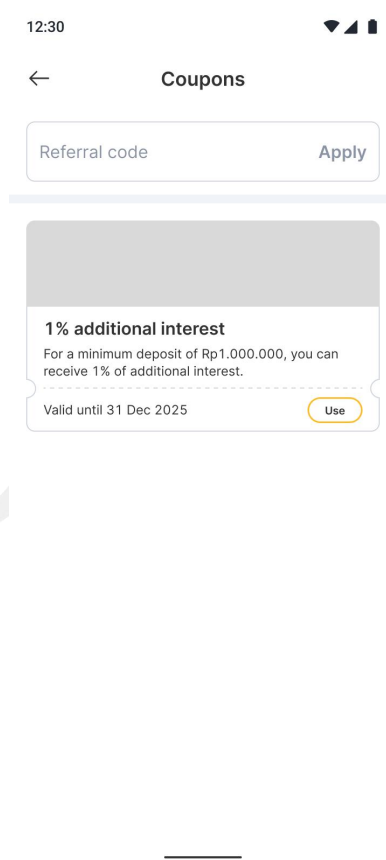 12:30
Coupons
Referral code
Apply
1% additional interest
For a minimum deposit of Rp1.000.000, you can
receive 1% of additional interest.
Valid until 31 Dec 2025
Use